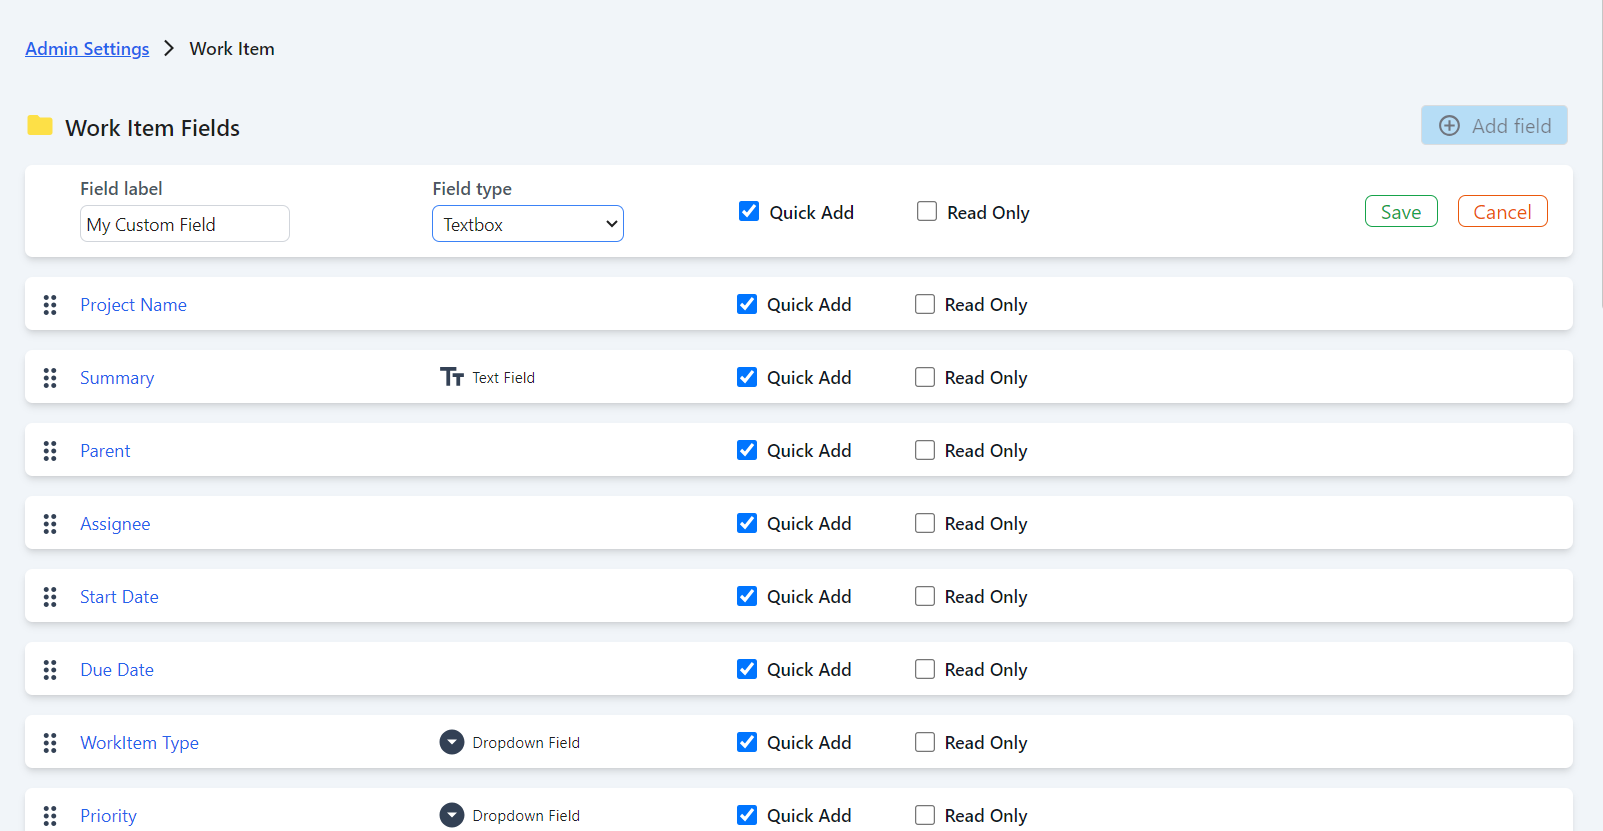 Admin Settings > Work Item
Work Item Fields
Add field
Field label
Field type
My Custom Field
Textbox
Quick Add
Read Only
Save
Cancel
Project Name
Quick Add
Read Only
Summary
Text Field
Quick Add
Read Only
Parent
Quick Add
Read Only
Assignee
Quick Add
Read Only
Start Date
Quick Add
Read Only
Due Date
Quick Add
Read Only
WorkItem Type
Dropdown Field
Quick Add
Read Only
Priority
Dropdown Field
Quick Add
Read Only